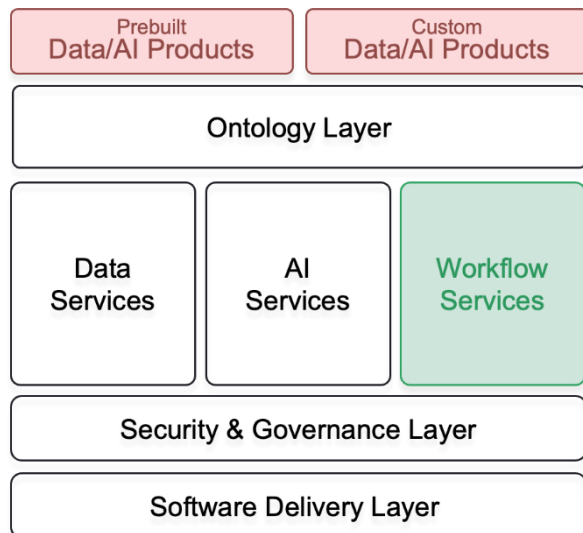 Prebuilt
Data/AI Products
Custom
Data/AI Products
Ontology Layer
Data
Services
AI
Services
Workflow
Services
Security & Governance Layer
Software Delivery Layer